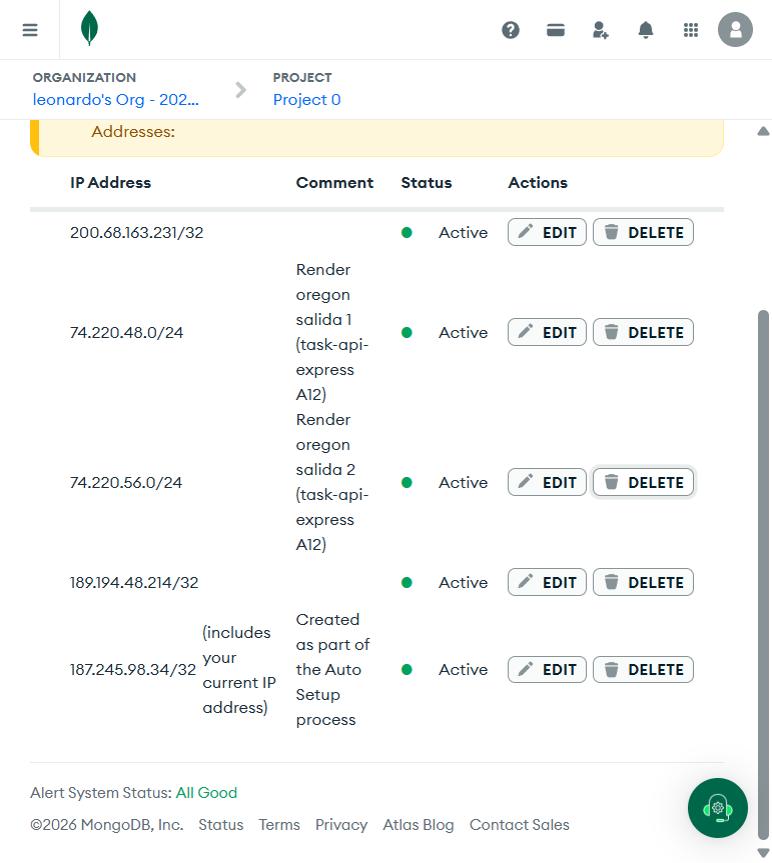 ORGANIZATION
leonardo's Org - 202...
PROJECT
Project 0
Addresses:
IP Address Comment Status Actions
200.68.163.231/32 Active EDIT DELETE
Render
oregon
salida 1
74.220.48.0/24 (task-api- Active EDIT DELETE
express
A12)
Render
oregon
salida 2
74.220.56.0/24 (task-api- Active EDIT DELETE
express
A12)
189.194.48.214/32 Active EDIT DELETE
187.245.98.34/32 (includes
your
current IP
address)
Created
as part of
the Auto
Setup
process
Active EDIT DELETE
Alert System Status: All Good
©2026 MongoDB, Inc. Status Terms Privacy Atlas Blog Contact Sales